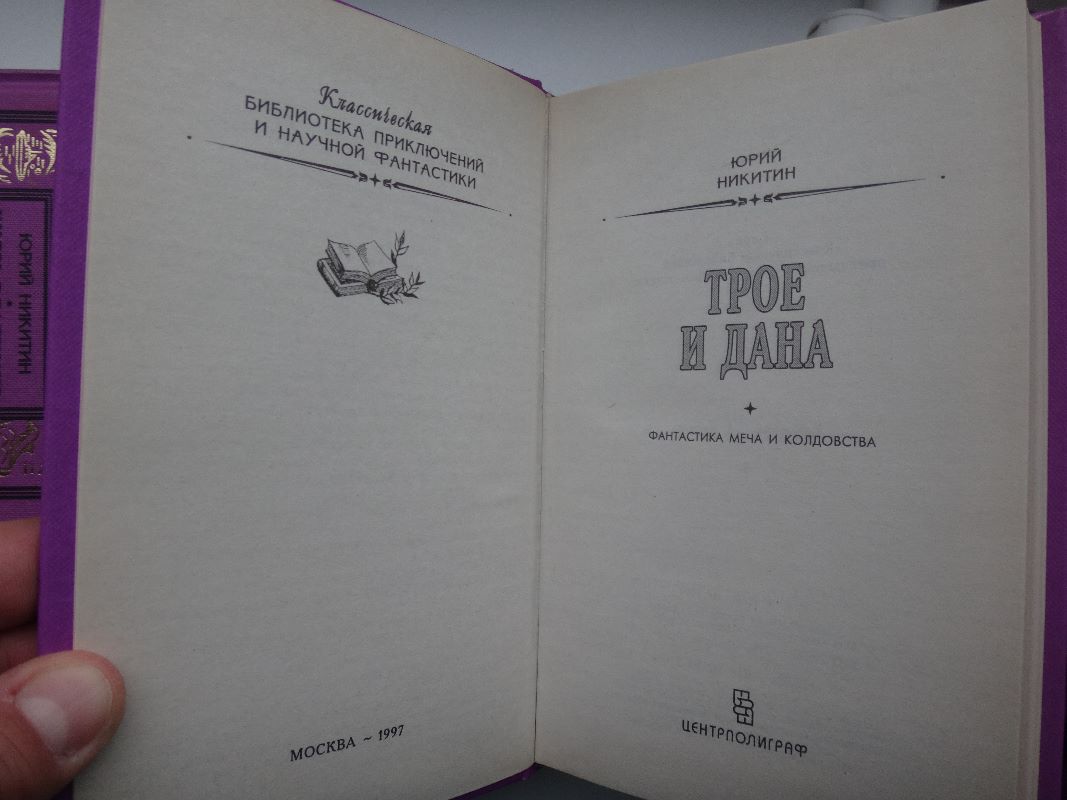 ЮРИЙ НИКИТИН
Классическая
БИБЛИОТЕКА ПРИКЛЮЧЕНИЙ
И НАУЧНОЙ ФАНТАСТИКИ
МОСКВА ~ 1997
ЮРИЙ
НИКИТИН
ТРОЕ
И ДАНА
ФАНТАСТИКА МЕЧА И КОЛДОВСТВА
ЦЕНТРПОЛИГРАФ